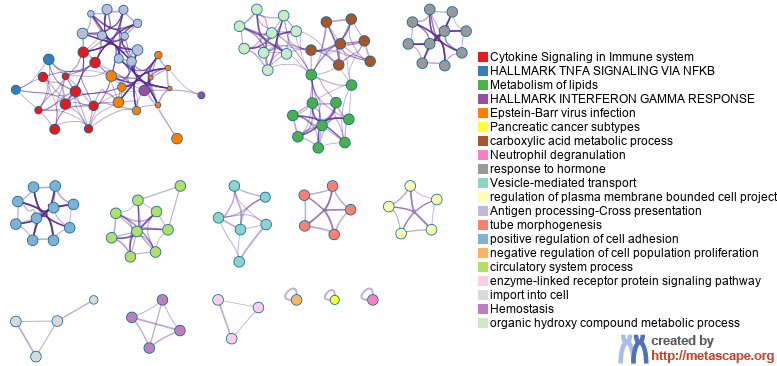 Cytokine Signaling in Immune system
HALLMARK TNFA SIGNALING VIA NFKB
Metabolism of lipids
HALLMARK INTERFERON GAMMA RESPONSE
Epstein-Barr virus infection
Pancreatic cancer subtypes
carboxylic acid metabolic process
Neutrophil degranulation
response to hormone
Vesicle-mediated transport
regulation of plasma membrane bounded cell project
Antigen processing-Cross presentation
tube morphogenesis
positive regulation of cell adhesion
negative regulation of cell population proliferation
circulatory system process
enzyme-linked receptor protein signaling pathway
import into cell
Hemostasis
organic hydroxy compound metabolic process
created by
http://metascape.org